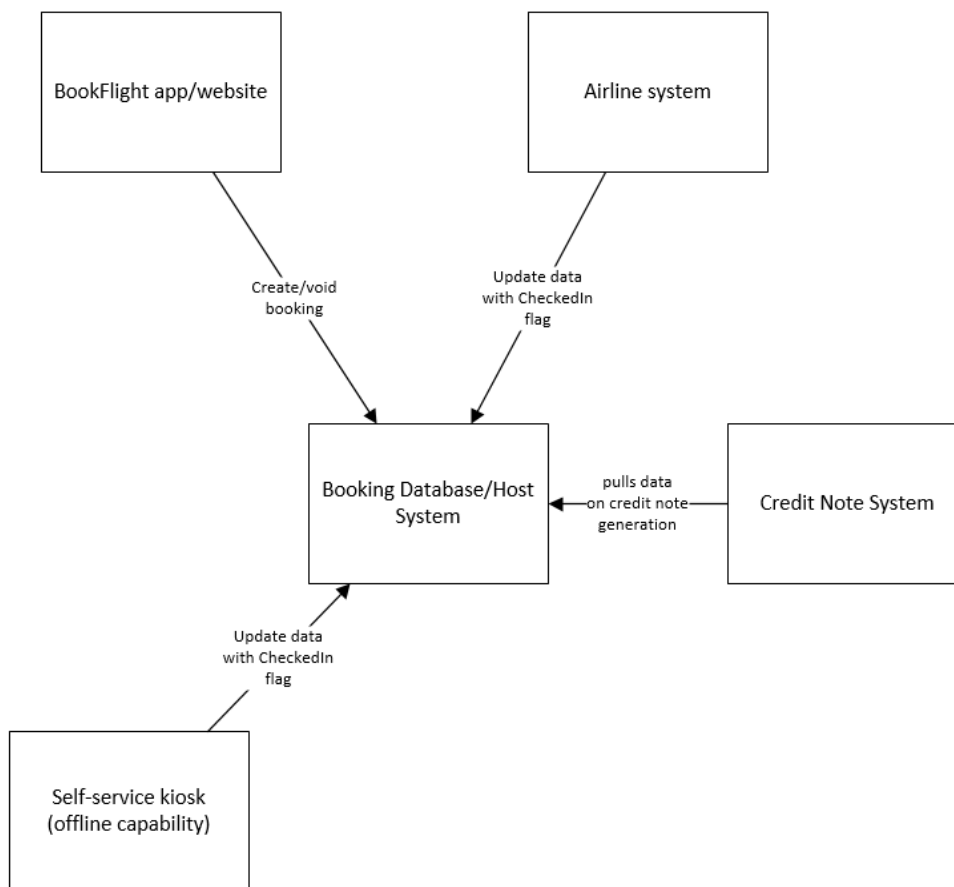 BookFlight app/website
Airline system
Create/void
booking
Update data
with CheckedIn
flag
Booking Database/Host
System
pulls data
on credit note
generation
Credit Note System
Update data
with CheckedIn
flag
Self-service kiosk
(offline capability)